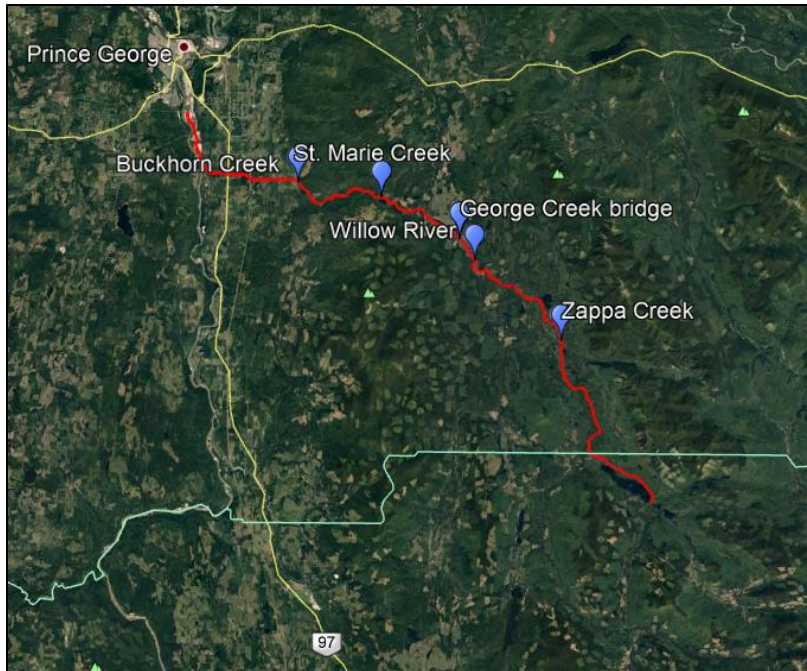 Prince George
Buckhorn Creek
St. Marie Creek
George Creek bridge
Willow River
Zappa Creek
97